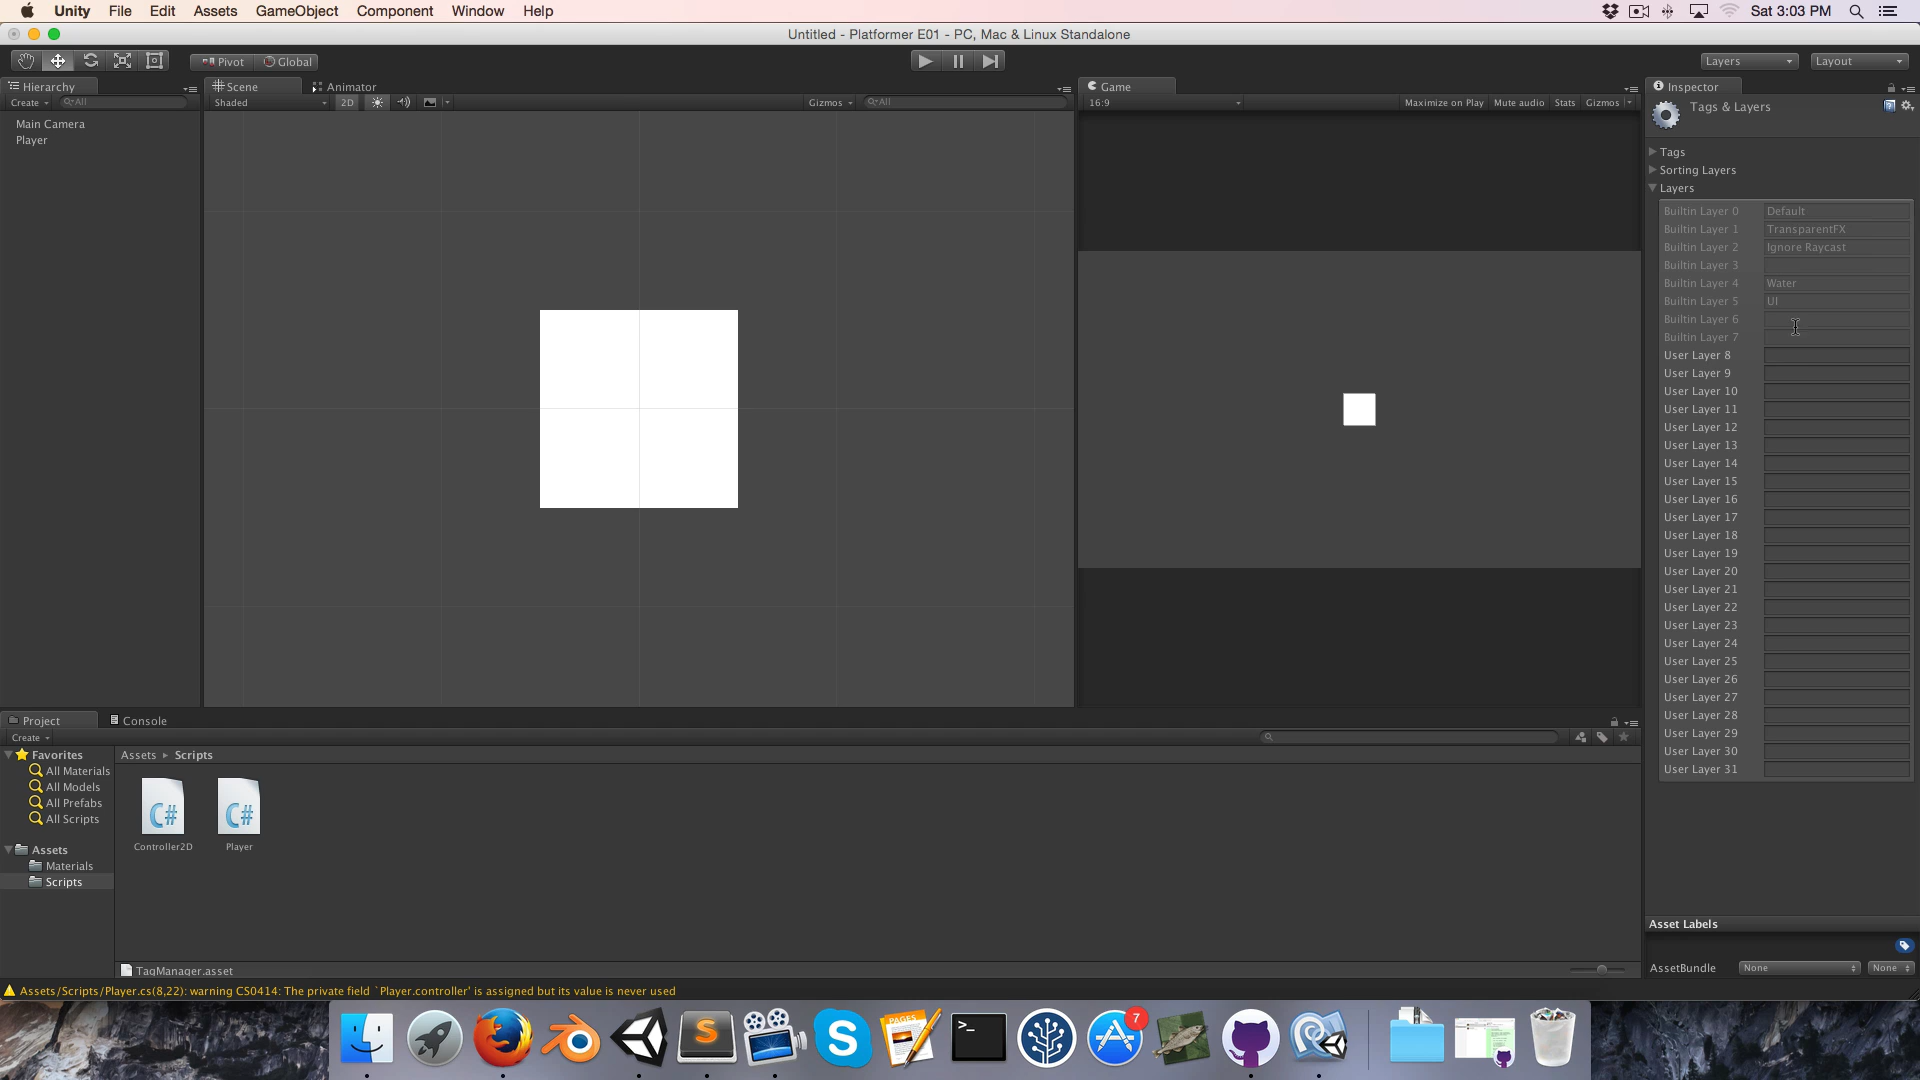 Unity File Edit Assets GameObject Component Window Help Sat 3:03 PM
Untitled - Platformer E01 - PC, Mac & Linux Standalone
Pivot Global Layers Layout
Hierarchy Scene Animator Game Inspector
Create All Shaded 2D Gizmos All 16:9 Maximize on Play Mute audio Stats Gizmos Tags & Layers
Main Camera
Player
Tags
Sorting Layers
Layers
Builtin Layer 0 Default
Builtin Layer 1 TransparentFX
Builtin Layer 2 Ignore Raycast
Builtin Layer 3
Builtin Layer 4 Water
Builtin Layer 5 UI
Builtin Layer 6
Builtin Layer 7
User Layer 8
User Layer 9
User Layer 10
User Layer 11
User Layer 12
User Layer 13
User Layer 14
User Layer 15
User Layer 16
User Layer 17
User Layer 18
User Layer 19
User Layer 20
User Layer 21
User Layer 22
User Layer 23
User Layer 24
User Layer 25
User Layer 26
User Layer 27
User Layer 28
User Layer 29
User Layer 30
User Layer 31
Project Console
Create
Favorites
All Materials
All Models
All Prefabs
All Scripts
Assets
Materials
Scripts
Assets Scripts
C# C#
Controller2D Player
TagManager.asset
Asset Labels
AssetBundle None None
Assets/Scripts/Player.cs(8,22): warning CS0414: The private field `Player.controller' is assigned but its value is never used
S S PAGES >_ 7